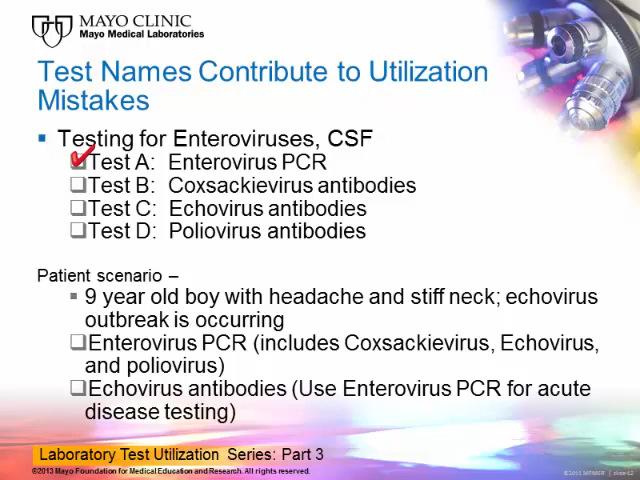 MAYO CLINIC
Mayo Medical Laboratories
Test Names Contribute to Utilization
Mistakes
Testing for Enteroviruses, CSF
Test A: Enterovirus PCR
Test B: Coxsackievirus antibodies
Test C: Echovirus antibodies
Test D: Poliovirus antibodies
Patient scenario –
9 year old boy with headache and stiff neck; echovirus
outbreak is occurring
Enterovirus PCR (includes Coxsackievirus, Echovirus,
and poliovirus)
Echovirus antibodies (Use Enterovirus PCR for acute
disease testing)
Laboratory Test Utilization Series: Part 3
©2013 Mayo Foundation for Medical Education and Research. All rights reserved.